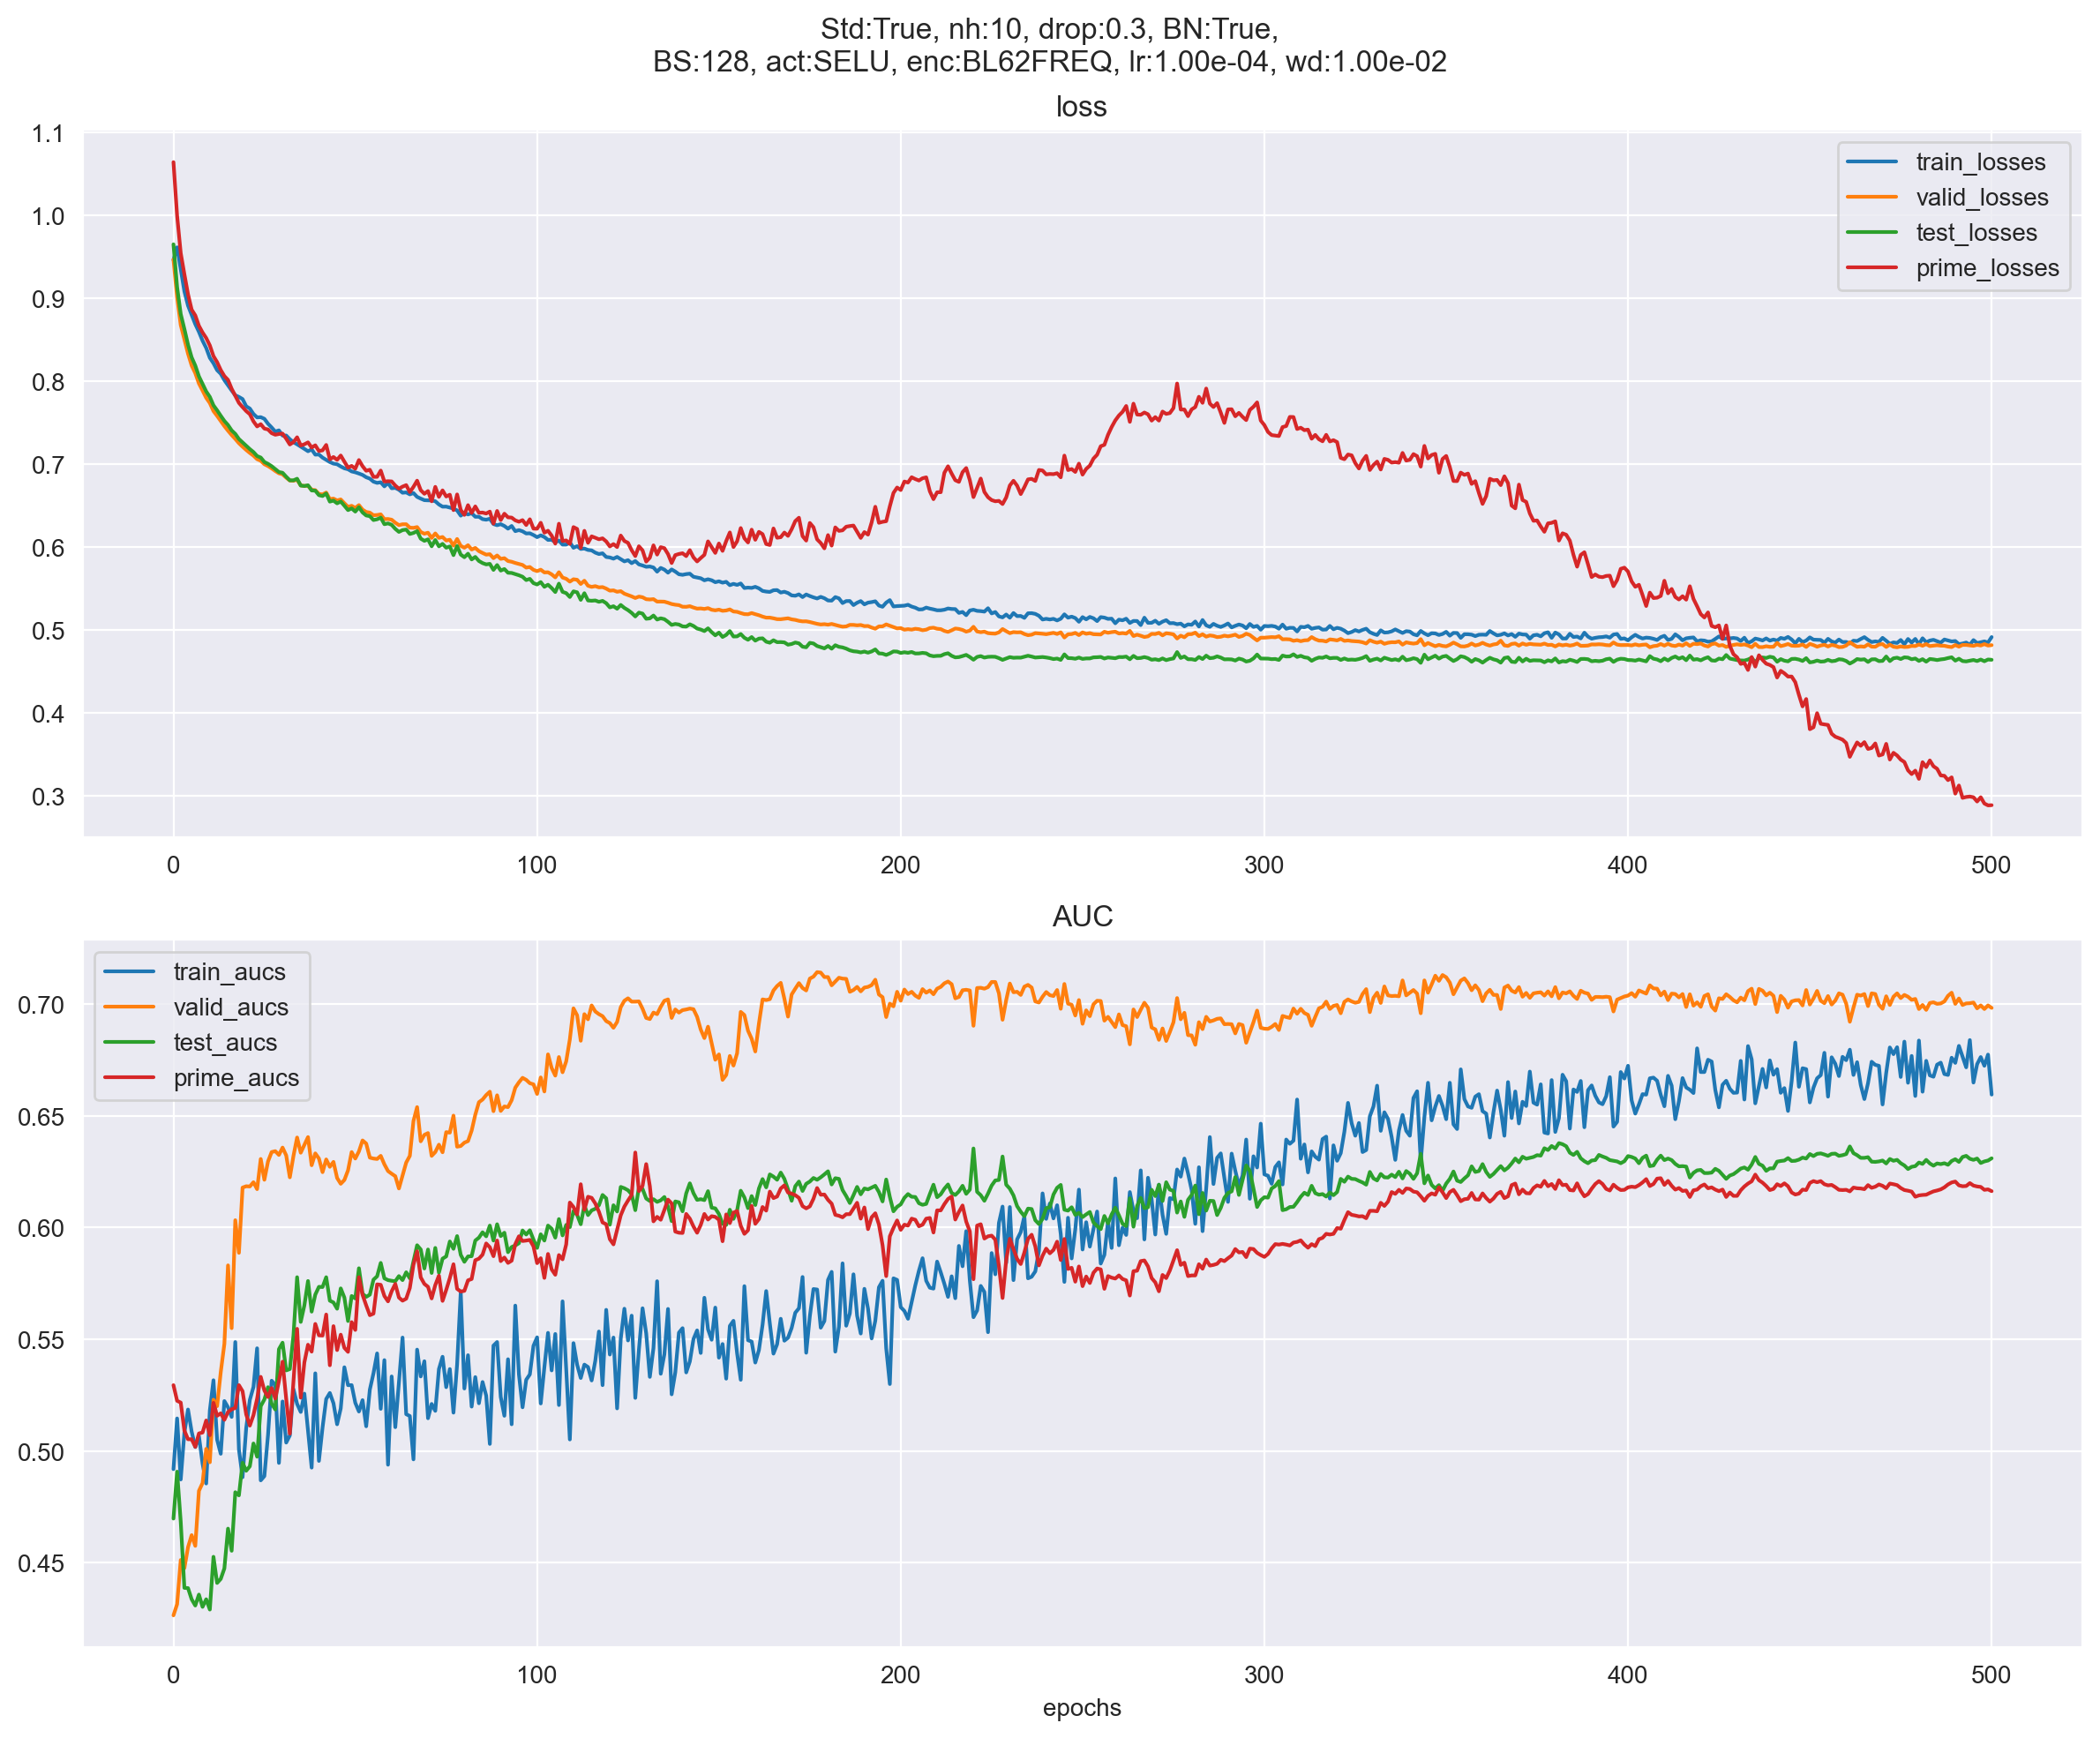 Std:True, nh:10, drop:0.3, BN:True,
BS:128, act:SELU, enc:BL62FREQ, lr:1.00e-04, wd:1.00e-02
loss
1.1
1.0
0.9
0.8
0.7
0.6
0.5
0.4
0.3
train_losses
valid_losses
test_losses
prime_losses
0 100 200 300 400 500
AUC
0.70
0.65
0.60
0.55
0.50
0.45
train_aucs
valid_aucs
test_aucs
prime_aucs
0 100 200 300 400 500
epochs